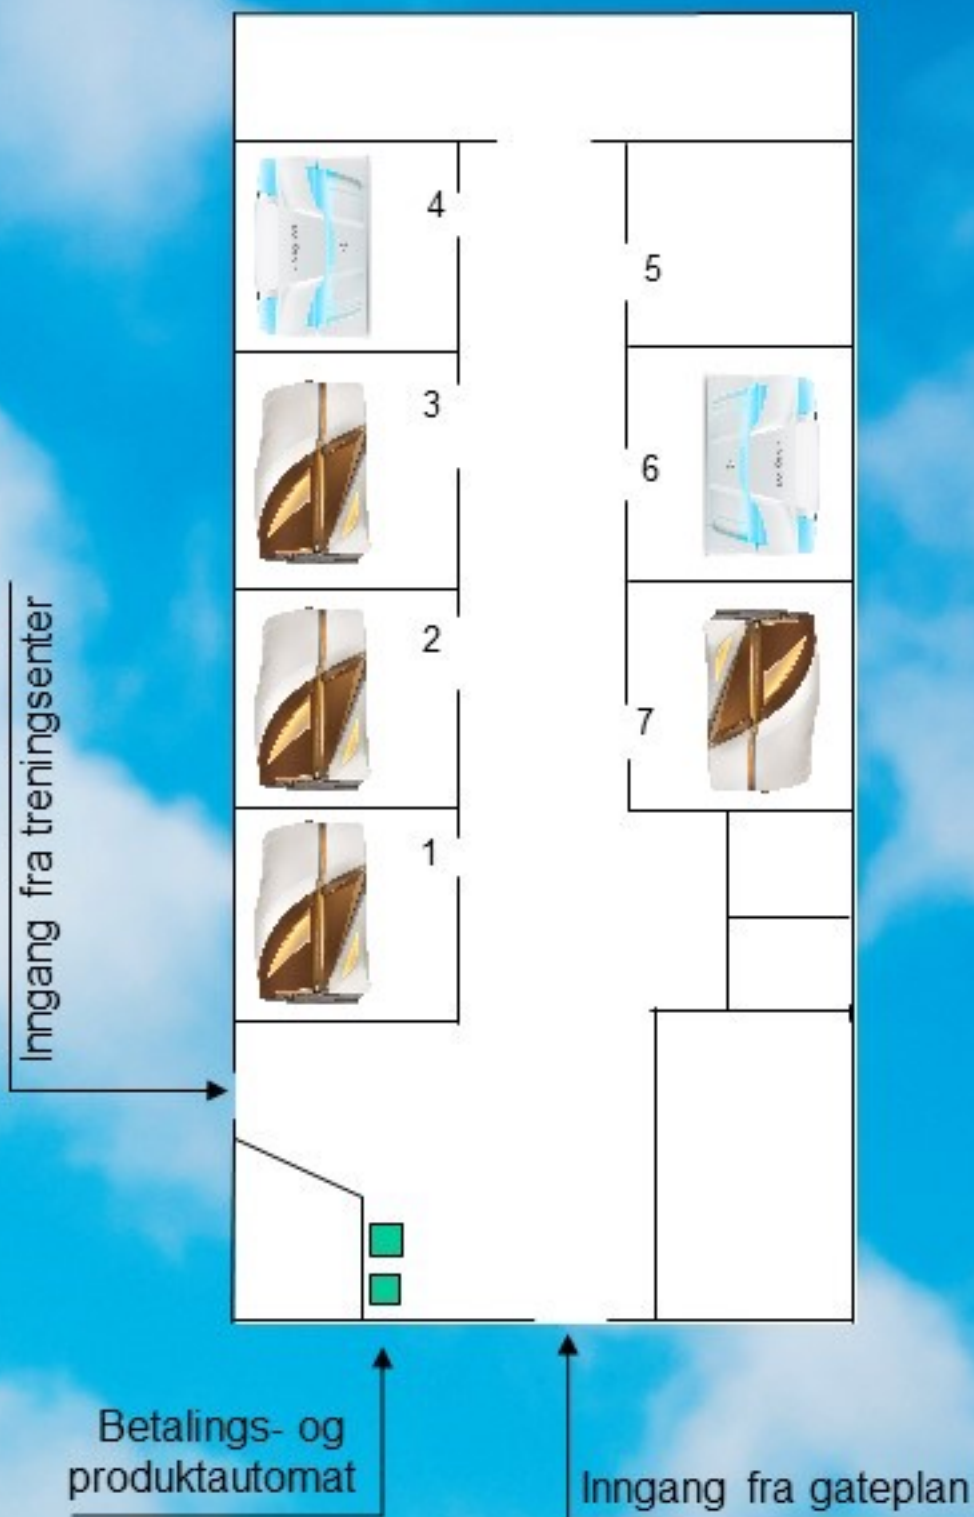 4
5
3
6
2
7
1
Inngang fra treningsenter
Betalings- og
produktautomat
Inngang fra gateplan